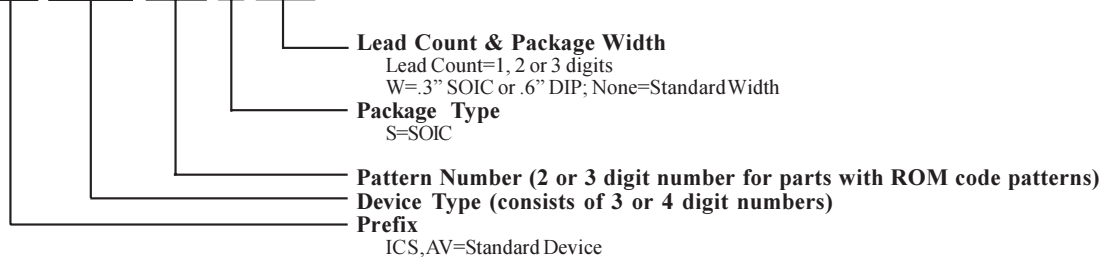 Lead Count & Package Width
Lead Count=1, 2 or 3 digits
W=.3” SOIC or .6” DIP; None=Standard Width
Package Type
S=SOIC
Pattern Number (2 or 3 digit number for parts with ROM code patterns)
Device Type (consists of 3 or 4 digit numbers)
Prefix
ICS, AV=Standard Device